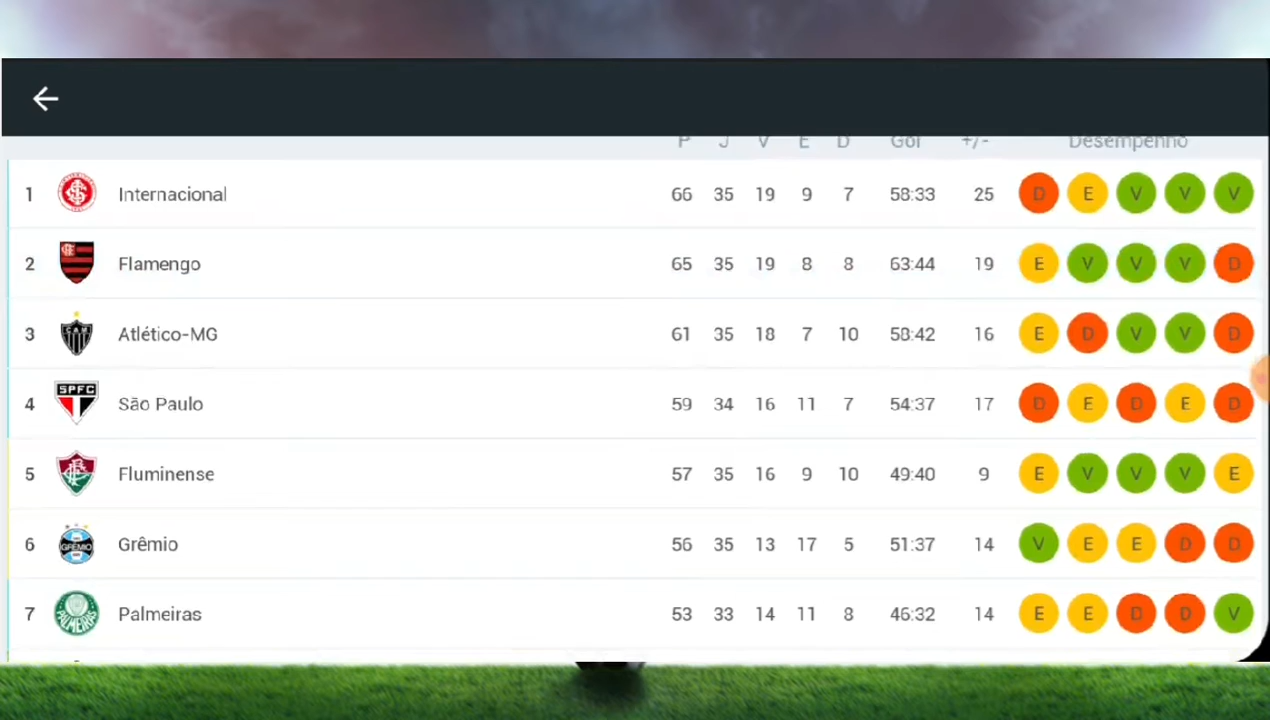 P J V E D Gol +/- Desempenho
1 Internacional 66 35 19 9 7 58:33 25 D E V V V
2 Flamengo 65 35 19 8 8 63:44 19 E V V V D
3 CAM Atlético-MG 61 35 18 7 10 58:42 16 E D V V D
4 SPFC São Paulo 59 34 16 11 7 54:37 17 D E D E D
5 Fluminense 57 35 16 9 10 49:40 9 E V V V E
6 GRÊMIO Grêmio 56 35 13 17 5 51:37 14 V E E D D
7 PALMEIRAS Palmeiras 53 33 14 11 8 46:32 14 E E D D V